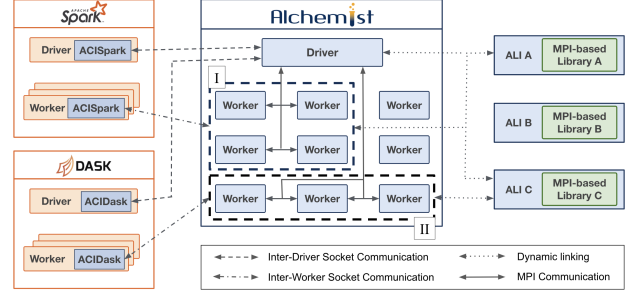 APACHE
Spark
Driver ACISpark
Worker ACISpark
DASK
Driver ACIDask
Worker ACIDask
Alchemist
Driver
I
Worker Worker Worker
Worker Worker Worker
Worker Worker Worker
II
ALI A MPI-based
Library A
ALI B MPI-based
Library B
ALI C MPI-based
Library C
Inter-Driver Socket Communication Dynamic linking
Inter-Worker Socket Communication MPI Communication